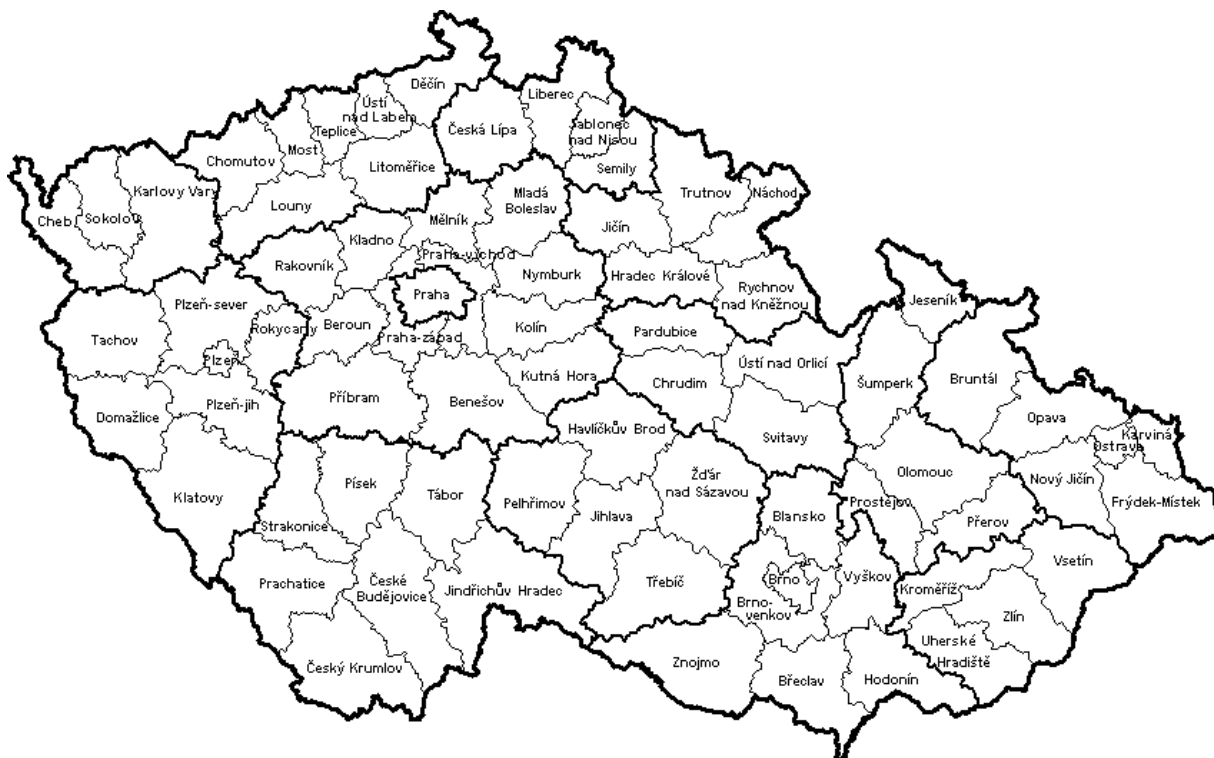 Děčín
Liberec
Ústí
nad Labem
Teplice
Česká Lípa
Jablonec
nad Nisou
Most
Chomutov
Litoměřice
Semily
Karlovy Vary
Mladá
Boleslav
Trutnov
Náchod
Cheb
Sokolov
Louny
Mělník
Jičín
Kladno
Praha-východ
Rakovník
Nymburk
Hradec Králové
Rychnov
nad Kněžnou
Praha
Plzeň-sever
Jeseník
Rokycany
Beroun
Kolín
Pardubice
Tachov
Praha-západ
Plzeň
Ústí nad Orlicí
Kutná Hora
Chrudim
Šumperk
Bruntál
Příbram
Benešov
Plzeň-jih
Domažlice
Havlíčkův Brod
Svitavy
Opava
Karviná
Ostrava
Klatovy
Písek
Tábor
Žďár
nad Sázavou
Olomouc
Nový Jičín
Pelhřimov
Prostějov
Frýdek-Místek
Strakonice
Jihlava
Blansko
Přerov
Vsetín
Prachatice
České
Budějovice
Jindřichův Hradec
Třebíč
Brno
Vyškov
Kroměříž
Brno-
venkov
Zlín
Uherské
Hradiště
Český Krumlov
Znojmo
Břeclav
Hodonín